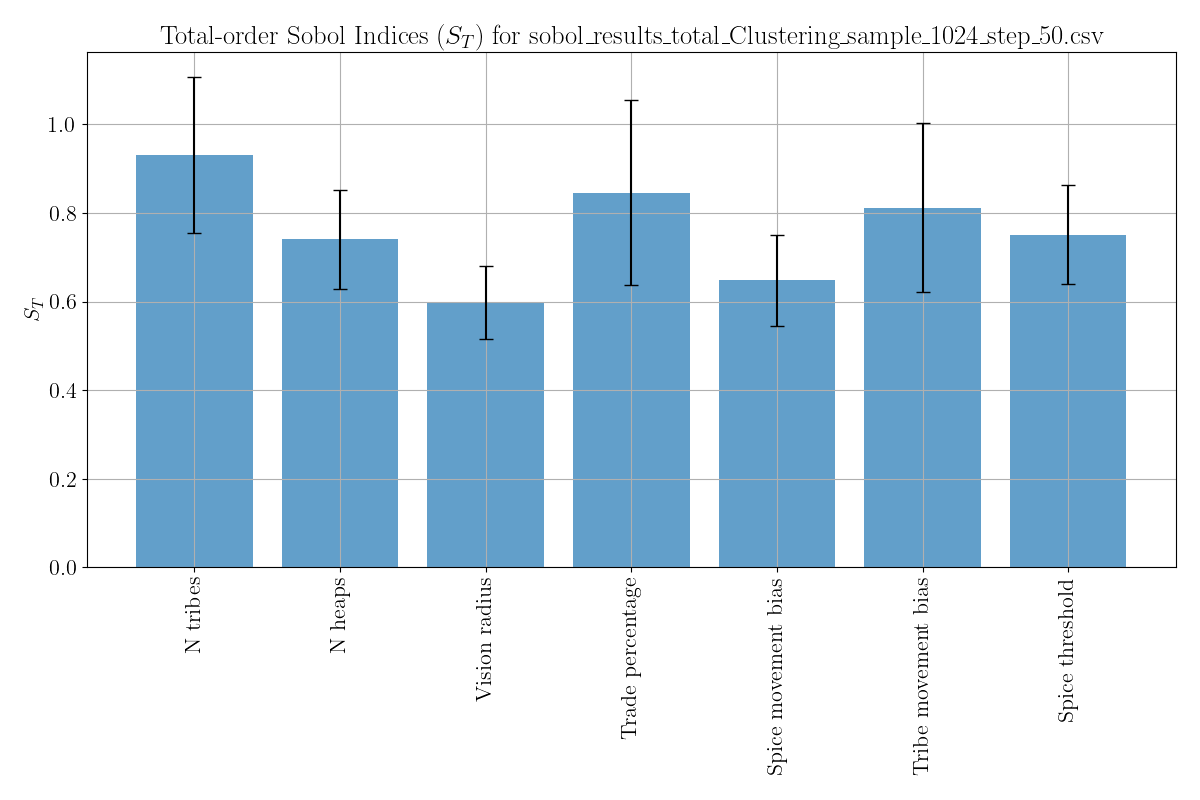 Total-order Sobol Indices (S_T) for sobol_results_total_Clustering_sample_1024_step_50.csv
S_T
1.0
0.8
0.6
0.4
0.2
0.0
N tribes
N heaps
Vision radius
Trade percentage
Spice movement bias
Tribe movement bias
Spice threshold